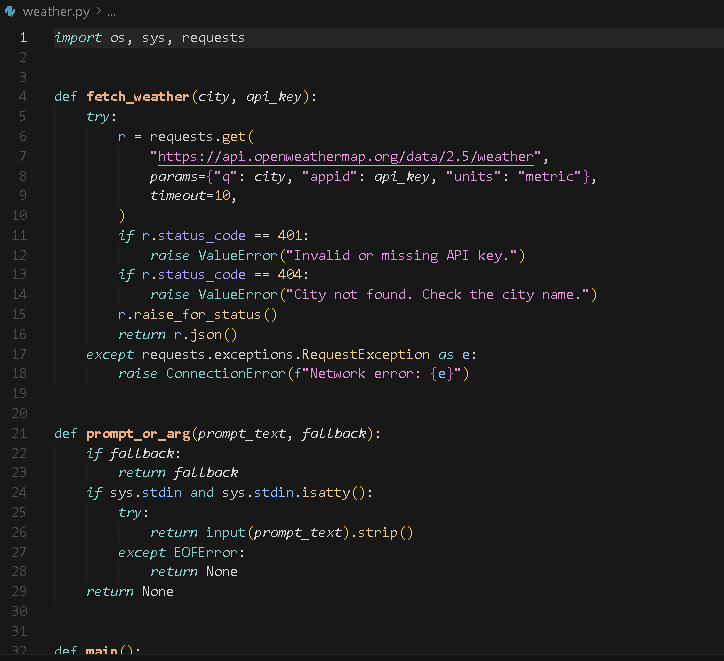 weather.py > ...
1 import os, sys, requests
2
3
4 def fetch_weather(city, api_key):
5     try:
6         r = requests.get(
7             "https://api.openweathermap.org/data/2.5/weather",
8             params={"q": city, "appid": api_key, "units": "metric"},
9             timeout=10,
10         )
11         if r.status_code == 401:
12             raise ValueError("Invalid or missing API key.")
13         if r.status_code == 404:
14             raise ValueError("City not found. Check the city name.")
15         r.raise_for_status()
16         return r.json()
17     except requests.exceptions.RequestException as e:
18         raise ConnectionError(f"Network error: {e}")
19
20
21 def prompt_or_arg(prompt_text, fallback):
22     if fallback:
23         return fallback
24     if sys.stdin and sys.stdin.isatty():
25         try:
26             return input(prompt_text).strip()
27         except EOFError:
28             return None
29     return None
30
31
32 def main():